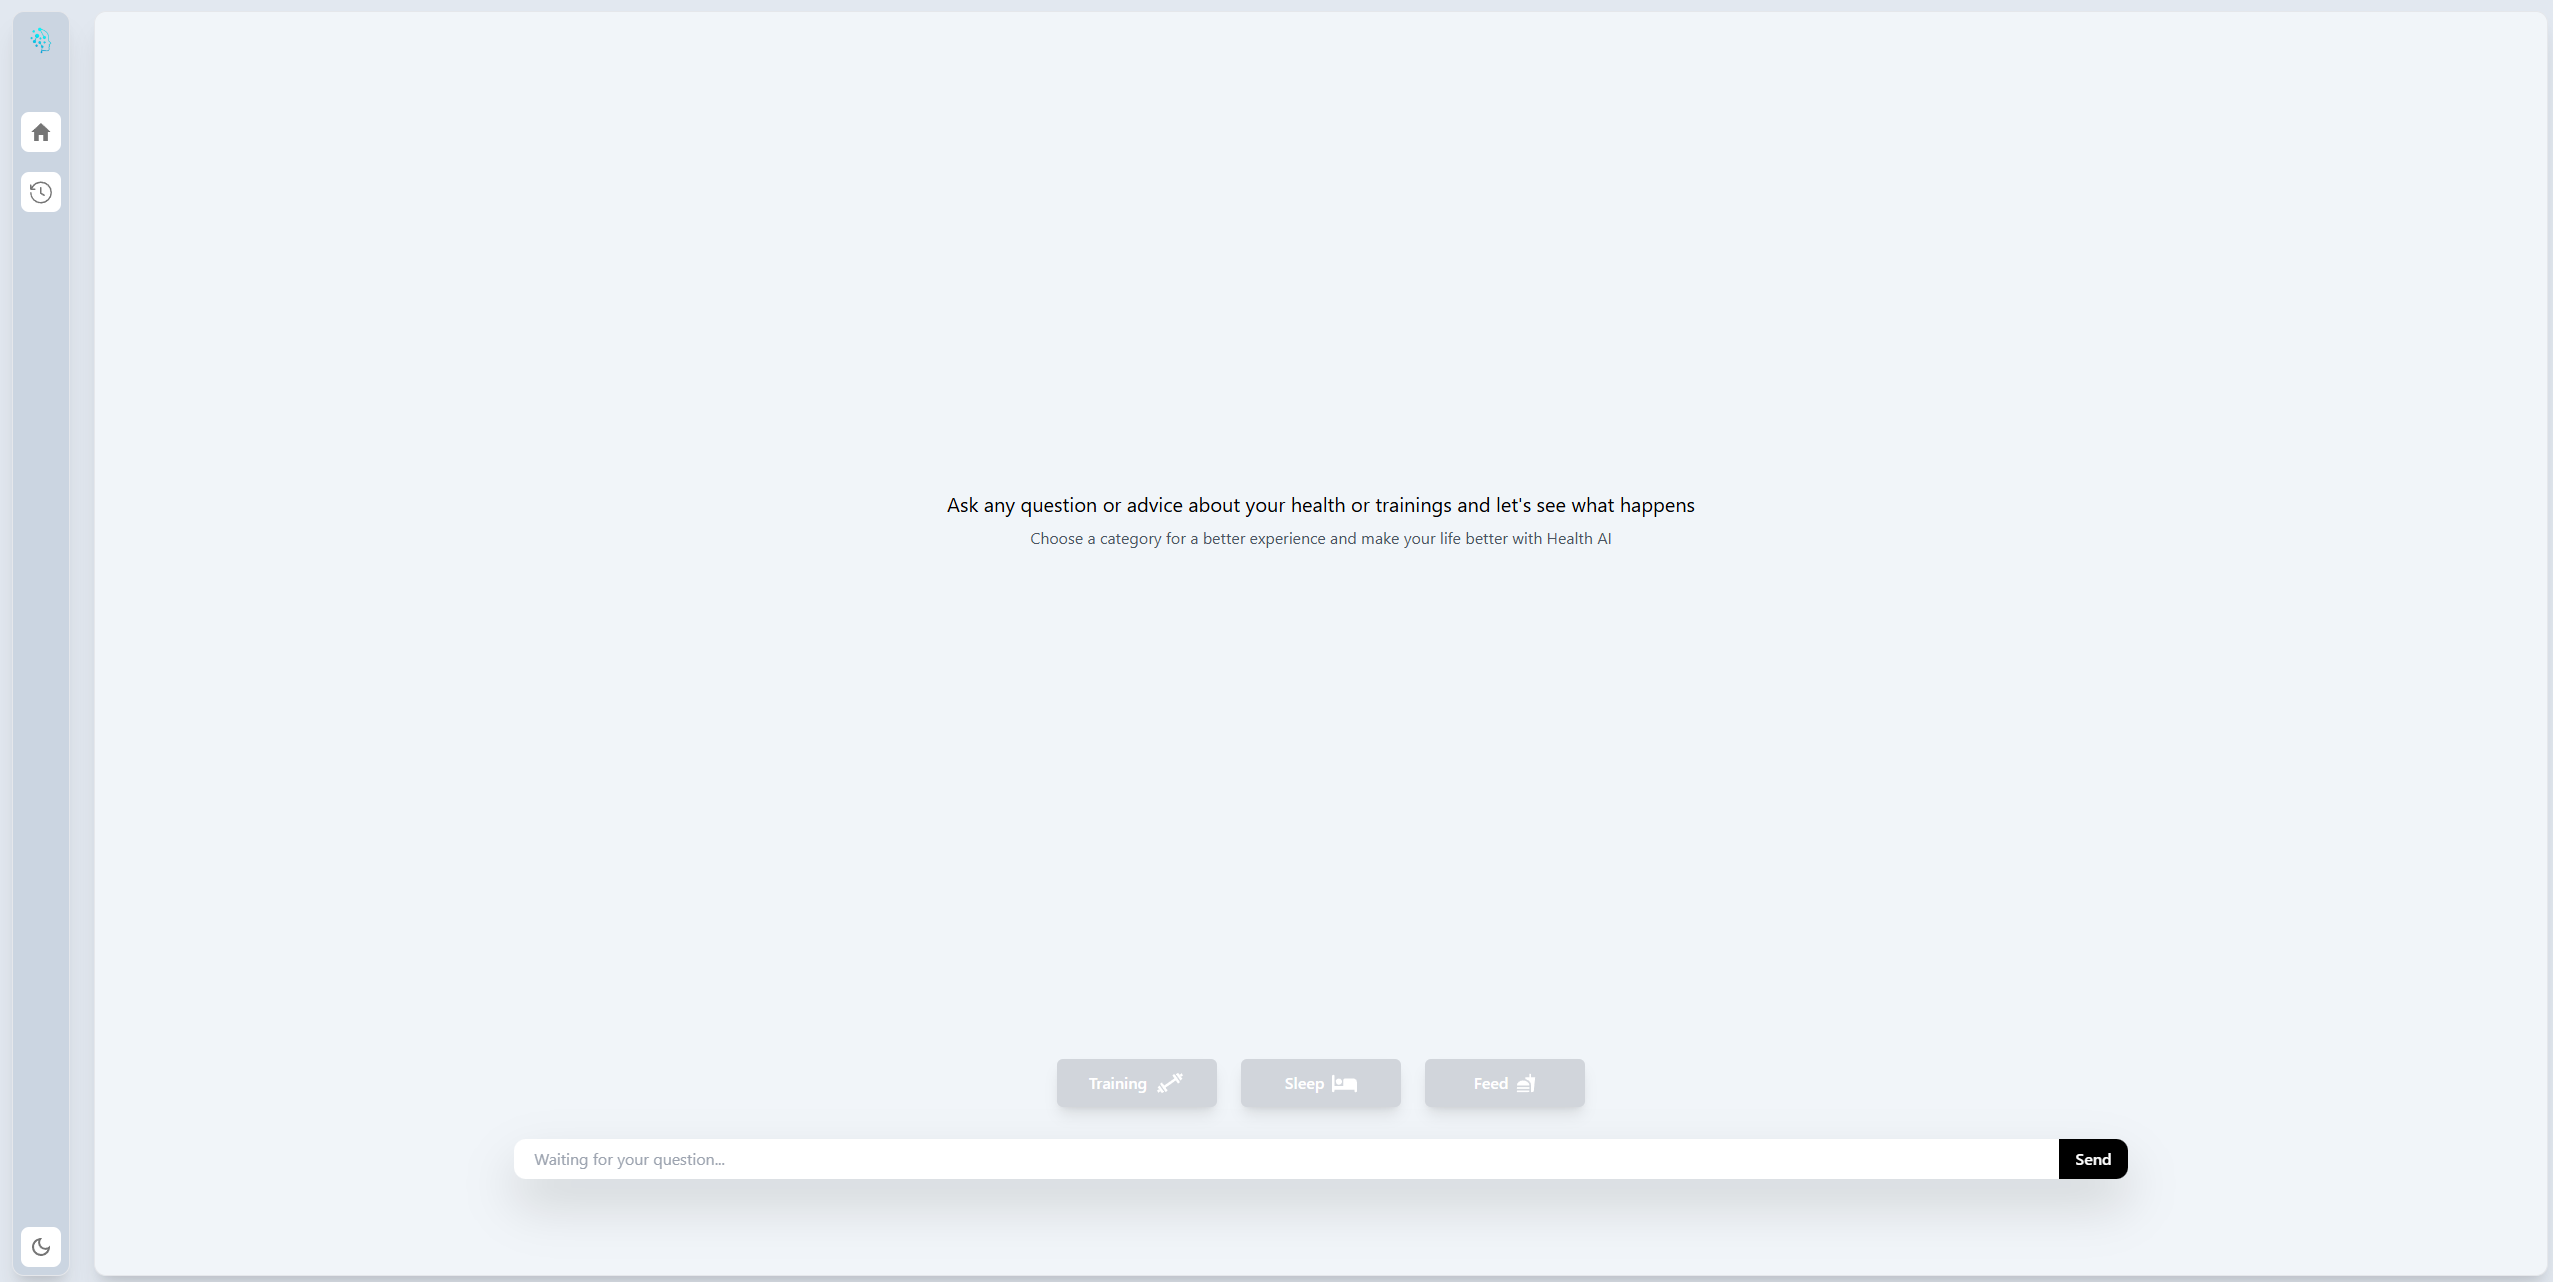 Ask any question or advice about your health or trainings and let's see what happens
Choose a category for a better experience and make your life better with Health AI
Training
Sleep
Feed
Waiting for your question...
Send